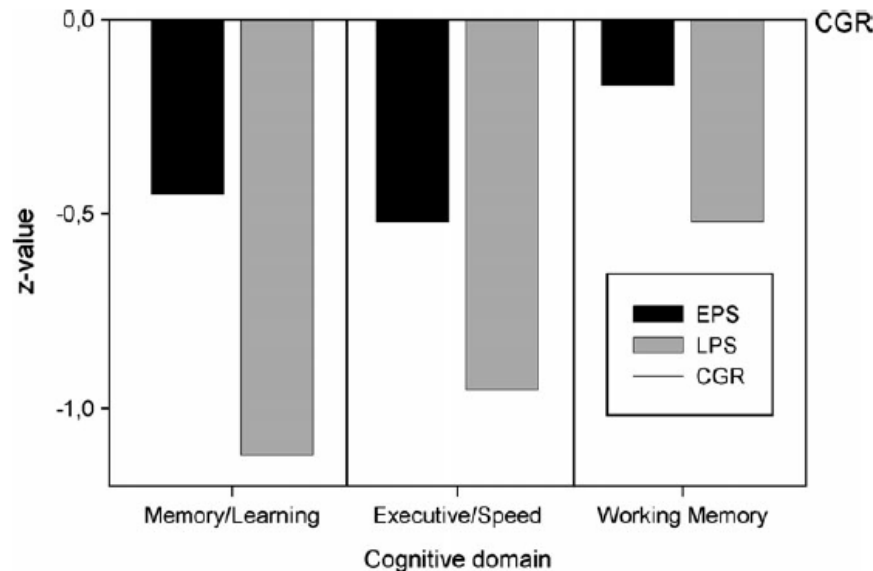 0,0
CGR
-0,5
-1,0
z-value
EPS
LPS
CGR
Memory/Learning
Executive/Speed
Working Memory
Cognitive domain